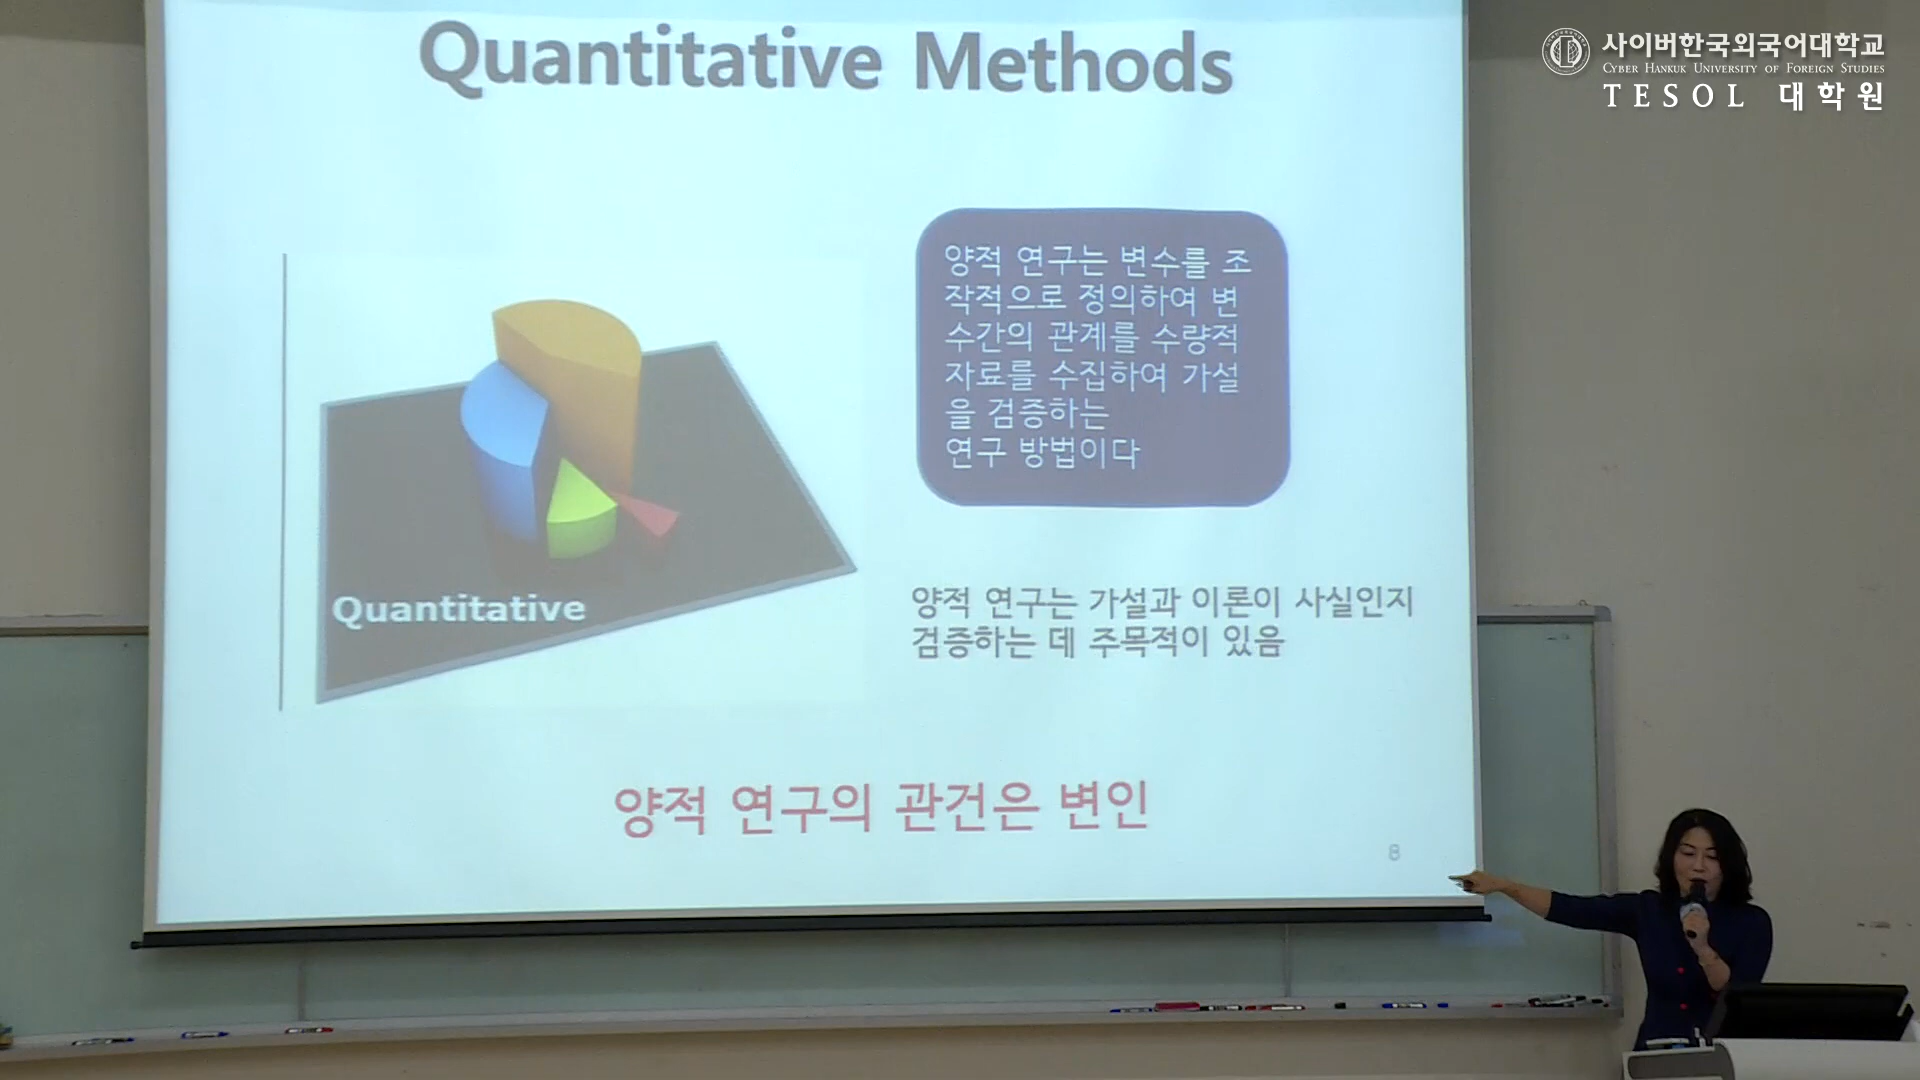 Quantitative Methods
사이버한국외국어대학교
CYBER HANKUK UNIVERSITY OF FOREIGN STUDIES
TESOL 대학원
양적 연구는 변수를 조
작적으로 정의하여 변
수간의 관계를 수량적
자료를 수집하여 가설
을 검증하는
연구 방법이다
Quantitative
양적 연구는 가설과 이론이 사실인지
검증하는 데 주목적이 있음
양적 연구의 관건은 변인
8